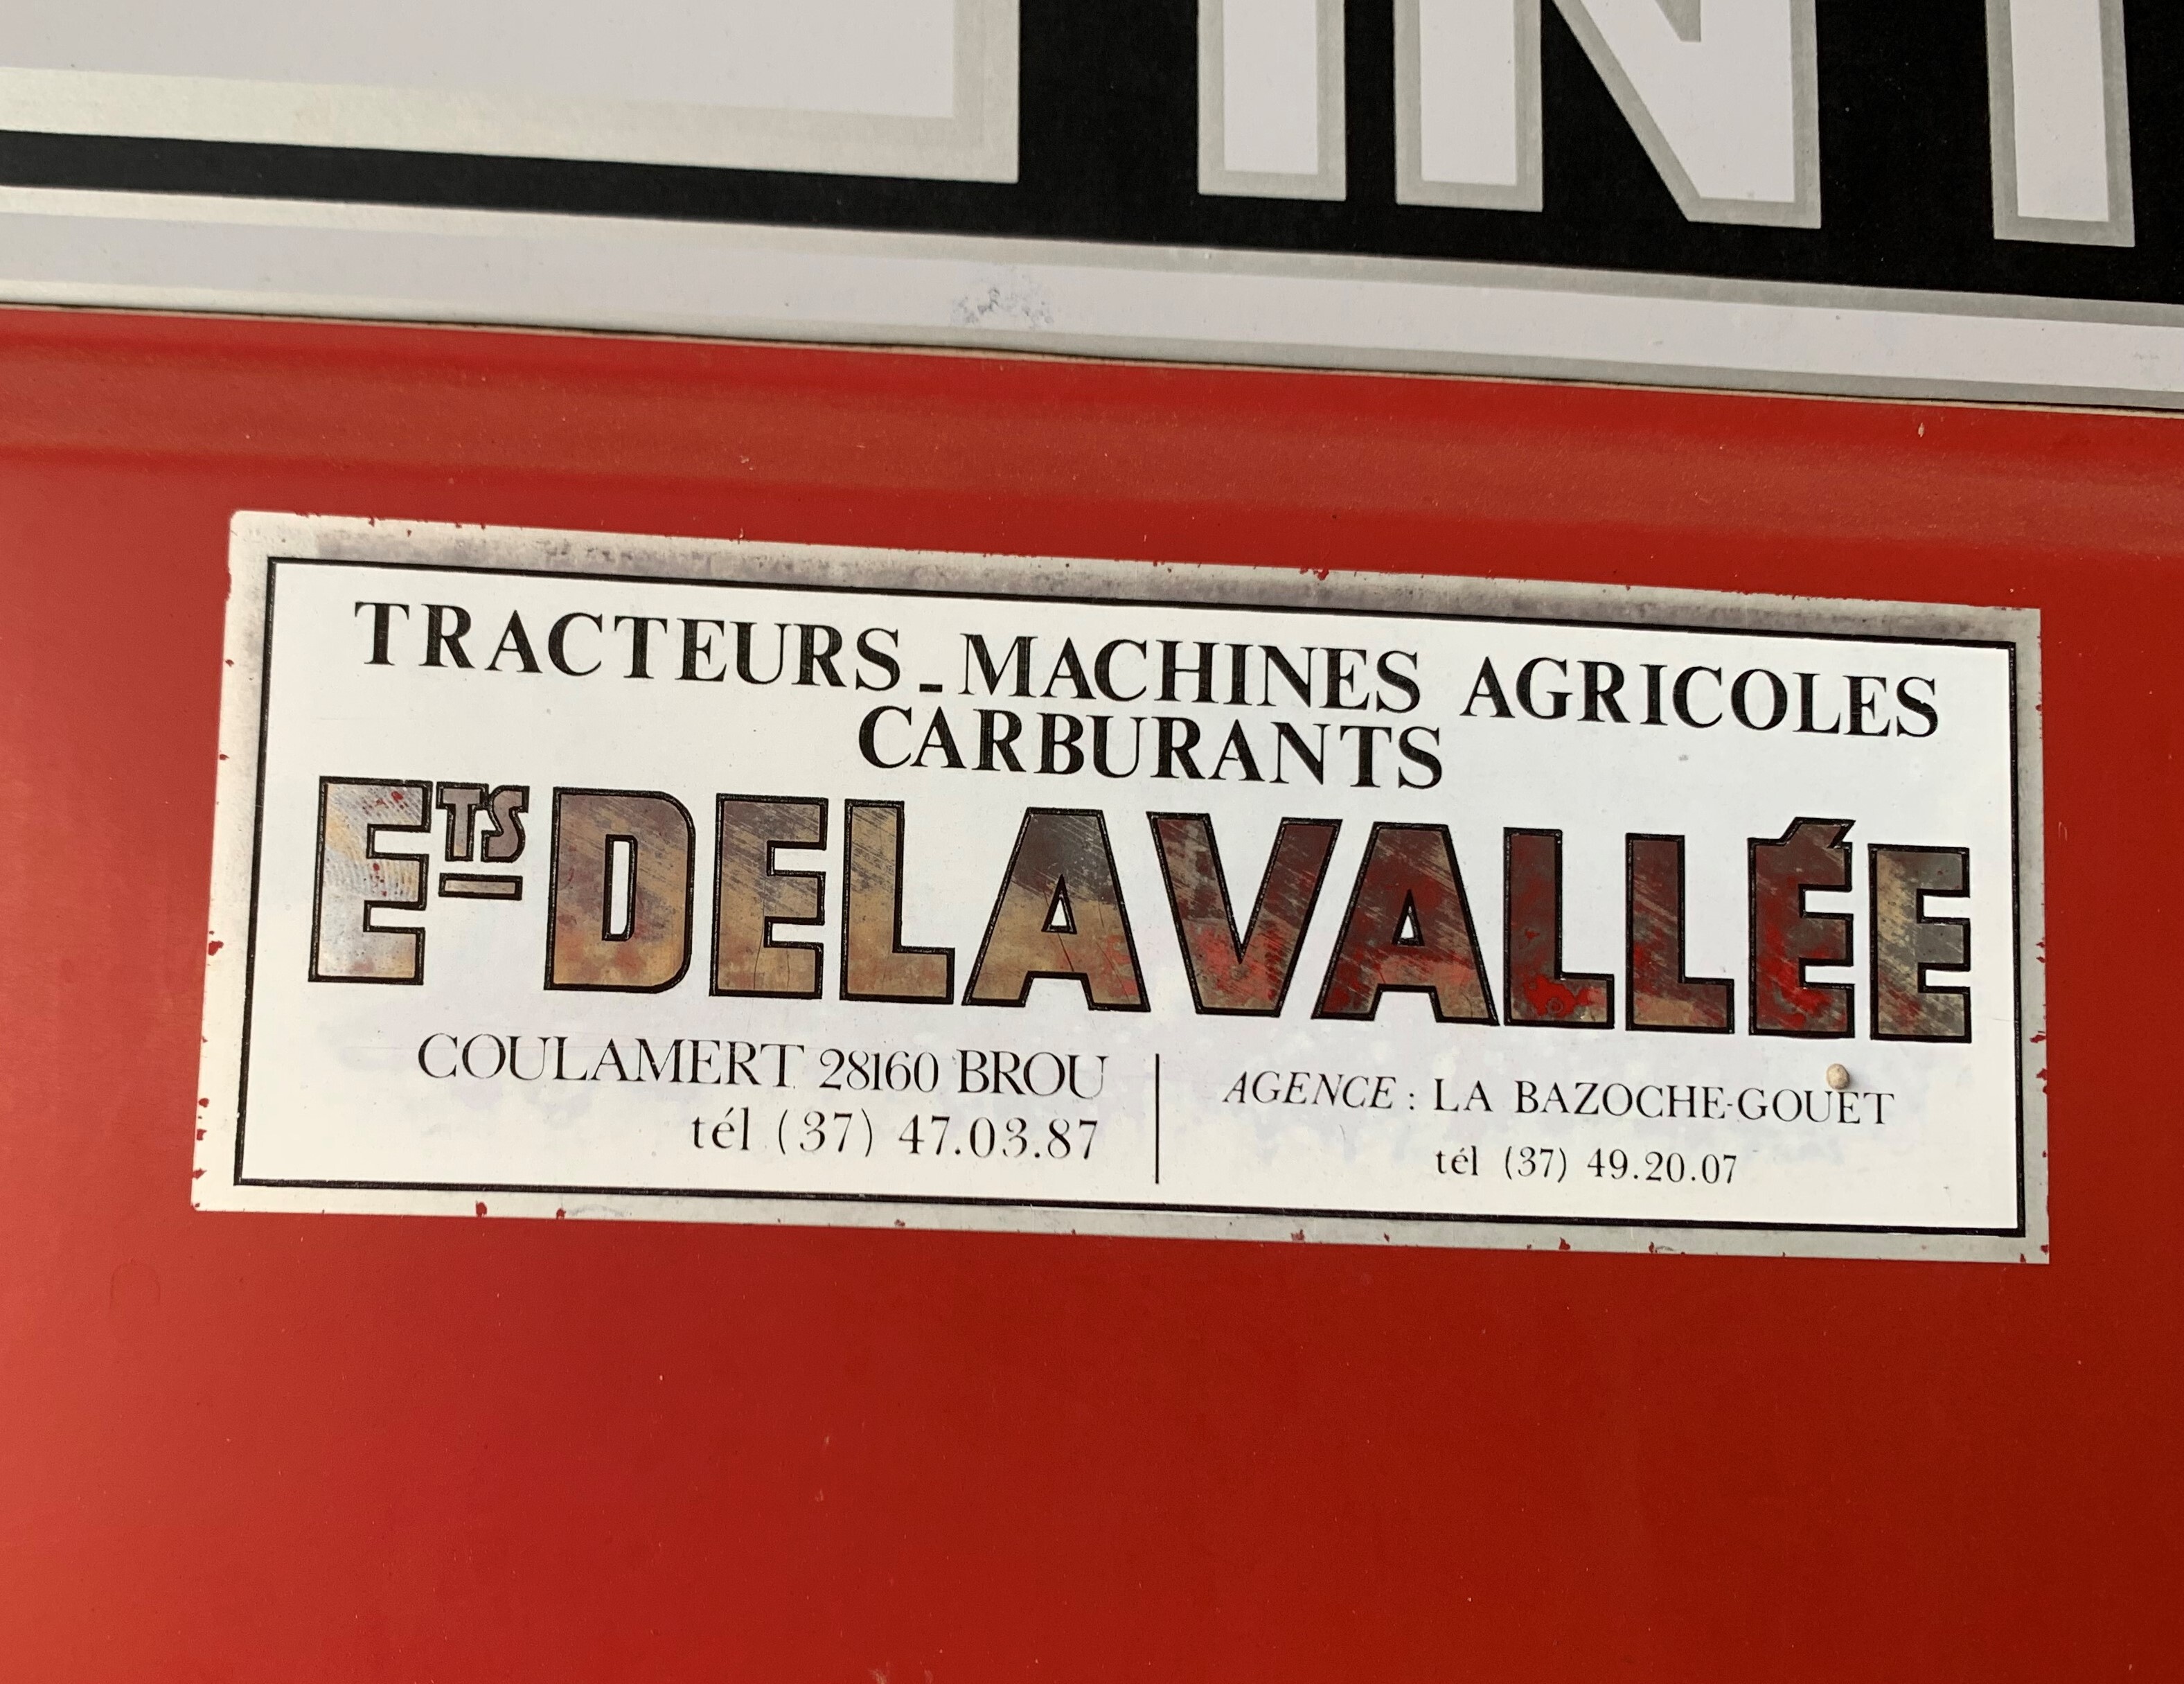 INT
TRACTEURS - MACHINES AGRICOLES
CARBURANTS
ETS DELAVALLÉE
COULAMERT 28160 BROU
tél (37) 47.03.87
AGENCE : LA BAZOCHE-GOUET
tél (37) 49.20.07